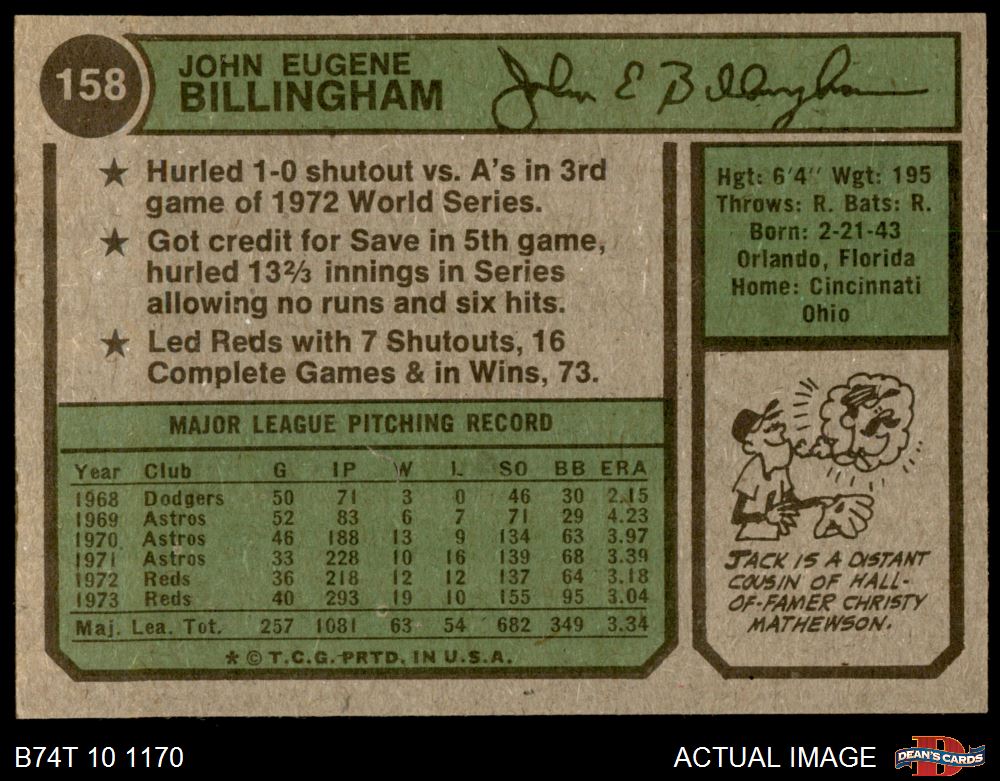 158
JOHN EUGENE
BILLINGHAM
John E Billingham
★ Hurled 1-0 shutout vs. A's in 3rd
game of 1972 World Series.
★ Got credit for Save in 5th game,
hurled 13⅔ innings in Series
allowing no runs and six hits.
★ Led Reds with 7 Shutouts, 16
Complete Games & in Wins, 73.
Hgt: 6'4" Wgt: 195
Throws: R. Bats: R.
Born: 2-21-43
Orlando, Florida
Home: Cincinnati
Ohio
MAJOR LEAGUE PITCHING RECORD
Year Club G IP W L SO BB ERA
1968 Dodgers 50 71 3 0 46 30 2.15
1969 Astros 52 83 6 7 71 29 4.23
1970 Astros 46 188 13 9 134 63 3.97
1971 Astros 33 228 10 16 139 68 3.39
1972 Reds 36 218 12 12 137 64 3.18
1973 Reds 40 293 19 10 155 95 3.04
Maj. Lea. Tot. 257 1081 63 54 682 349 3.34
* © T.C.G. PRTD. IN U.S.A.
JACK IS A DISTANT
COUSIN OF HALL-
OF-FAMER CHRISTY
MATHEWSON.
B74T 10 1170
ACTUAL IMAGE
D
DEAN'S CARDS